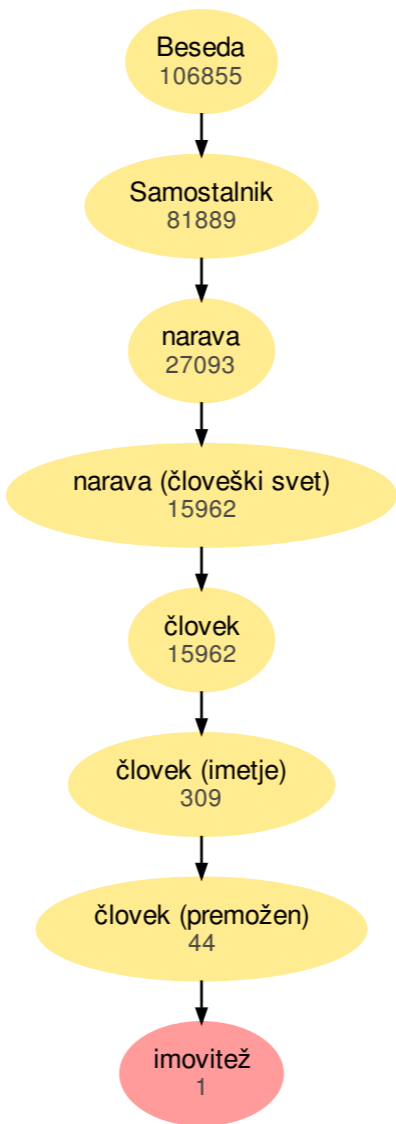 Beseda
106855
Samostalnik
81889
narava
27093
narava (človeški svet)
15962
človek
15962
človek (imetje)
309
človek (premožen)
44
imovitež
1